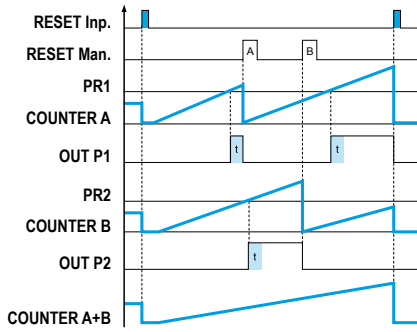 RESET Inp.
RESET Man.
A
B
PR1
COUNTER A
OUT P1
t
t
PR2
COUNTER B
OUT P2
t
COUNTER A+B